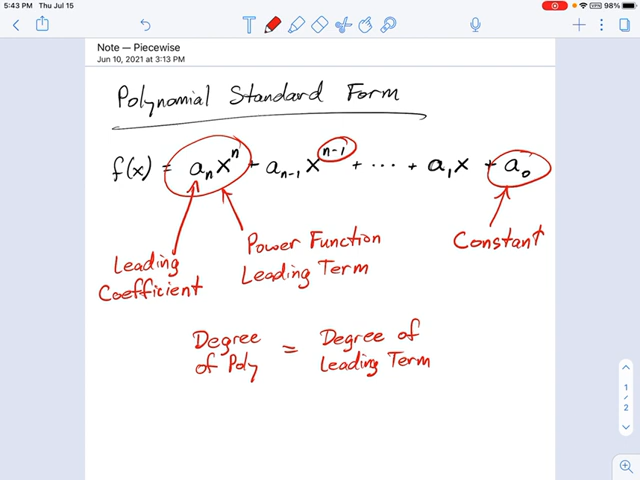 5:43 PM Thu Jul 15
VPN 98%
Note — Piecewise
Jun 10, 2021 at 3:13 PM
Polynomial Standard Form
f(x) = aₙxⁿ + aₙ₋₁x⁽ⁿ⁻¹⁾ + ··· + a₁x + a₀
Leading
Coefficient
Power Function
Leading Term
Constant
Degree
of Poly
=
Degree of
Leading Term
1
/
2